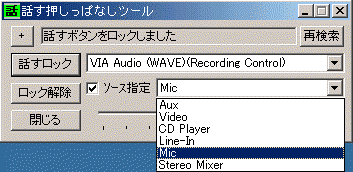 話 話す押しっぱなしツール
+ 話すボタンをロックしました 再検索
話すロック VIA Audio (WAVE)(Recording Control)
ロック解除 ソース指定 Mic
閉じる
Aux
Video
CD Player
Line-In
Mic
Stereo Mixer